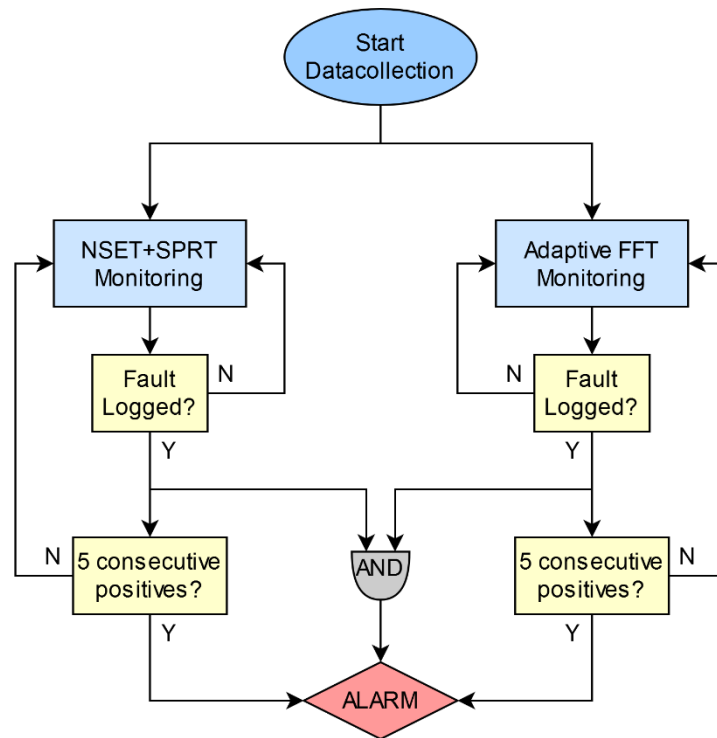 Start
Datacollection
NSET+SPRT
Monitoring
Adaptive FFT
Monitoring
Fault
Logged?
N
Y
N
Fault
Logged?
Y
N
5 consecutive
positives?
Y
AND
5 consecutive
positives?
N
Y
ALARM